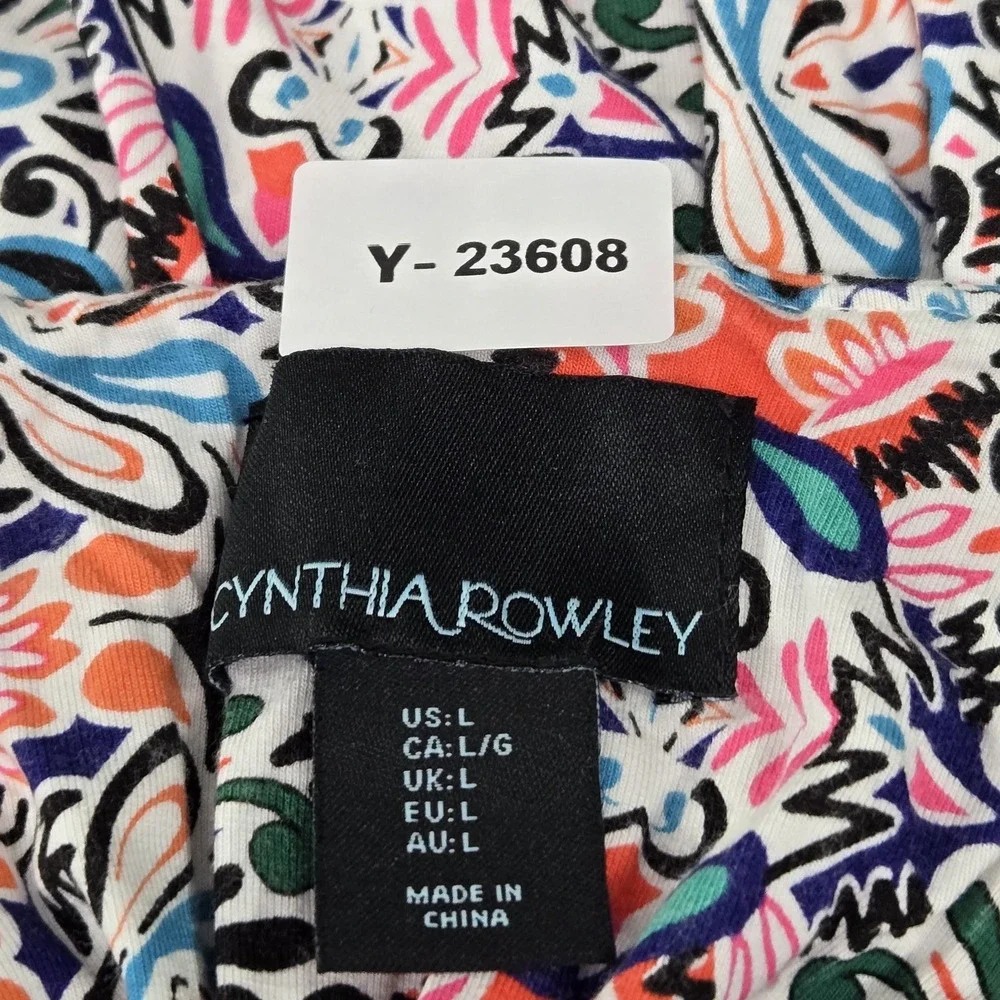 Y- 23608
CYNTHIA ROWLEY
US: L
CA: L/G
UK: L
EU: L
AU: L
MADE IN
CHINA